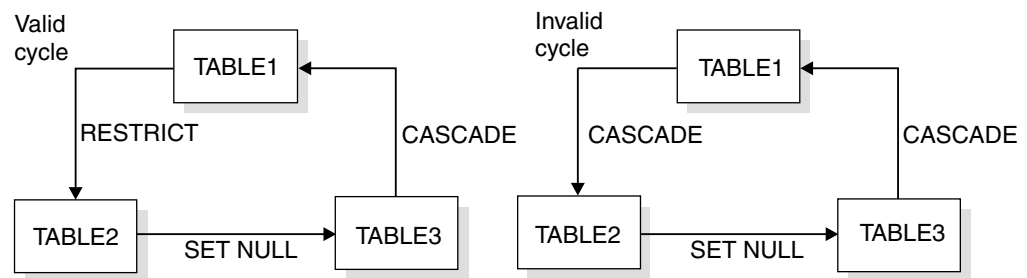 Valid
cycle
TABLE1
RESTRICT
CASCADE
TABLE2
SET NULL
TABLE3
Invalid
cycle
TABLE1
CASCADE
CASCADE
TABLE2
SET NULL
TABLE3